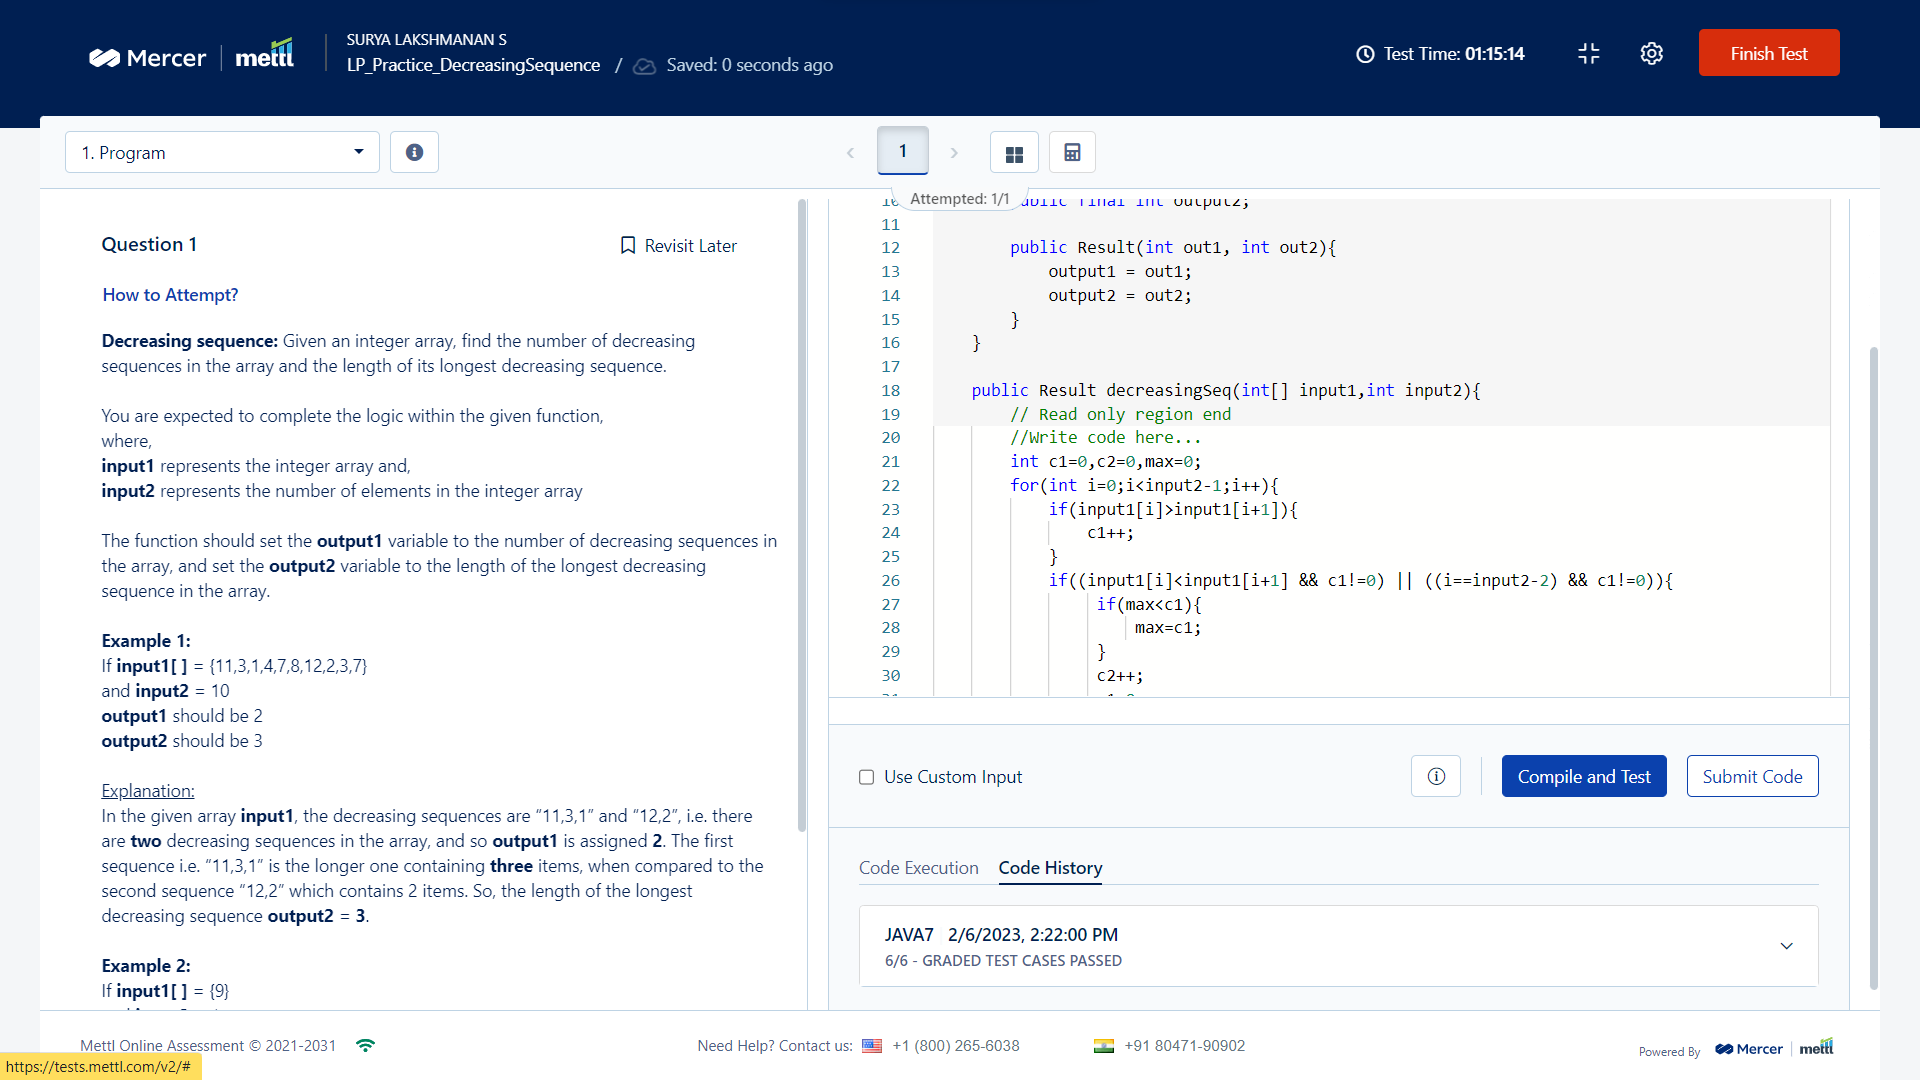 Mercer
mettl
SURYA LAKSHMANAN S
LP_Practice_DecreasingSequence / Saved: 0 seconds ago
Test Time: 01:15:14
Finish Test
1. Program
1
Attempted: 1/1
Question 1
Revisit Later
How to Attempt?
Decreasing sequence: Given an integer array, find the number of decreasing
sequences in the array and the length of its longest decreasing sequence.
You are expected to complete the logic within the given function,
where,
input1 represents the integer array and,
input2 represents the number of elements in the integer array
The function should set the output1 variable to the number of decreasing sequences in
the array, and set the output2 variable to the length of the longest decreasing
sequence in the array.
Example 1:
If input1[ ] = {11,3,1,4,7,8,12,2,3,7}
and input2 = 10
output1 should be 2
output2 should be 3
Explanation:
In the given array input1, the decreasing sequences are “11,3,1” and “12,2”, i.e. there
are two decreasing sequences in the array, and so output1 is assigned 2. The first
sequence i.e. “11,3,1” is the longer one containing three items, when compared to the
second sequence “12,2” which contains 2 items. So, the length of the longest
decreasing sequence output2 = 3.
Example 2:
If input1[ ] = {9}
10 public final int output2;
11
12 public Result(int out1, int out2){
13 output1 = out1;
14 output2 = out2;
15 }
16 }
17
18 public Result decreasingSeq(int[] input1,int input2){
19 // Read only region end
20 //Write code here...
21 int c1=0,c2=0,max=0;
22 for(int i=0;i<input2-1;i++){
23 if(input1[i]>input1[i+1]){
24 c1++;
25 }
26 if((input1[i]<input1[i+1] && c1!=0) || ((i==input2-2) && c1!=0)){
27 if(max<c1){
28 max=c1;
29 }
30 c2++;
Use Custom Input
Compile and Test
Submit Code
Code Execution
Code History
JAVA7 2/6/2023, 2:22:00 PM
6/6 - GRADED TEST CASES PASSED
Mettl Online Assessment © 2021-2031
Need Help? Contact us: +1 (800) 265-6038
+91 80471-90902
Powered By Mercer mettl
https://tests.mettl.com/v2/#